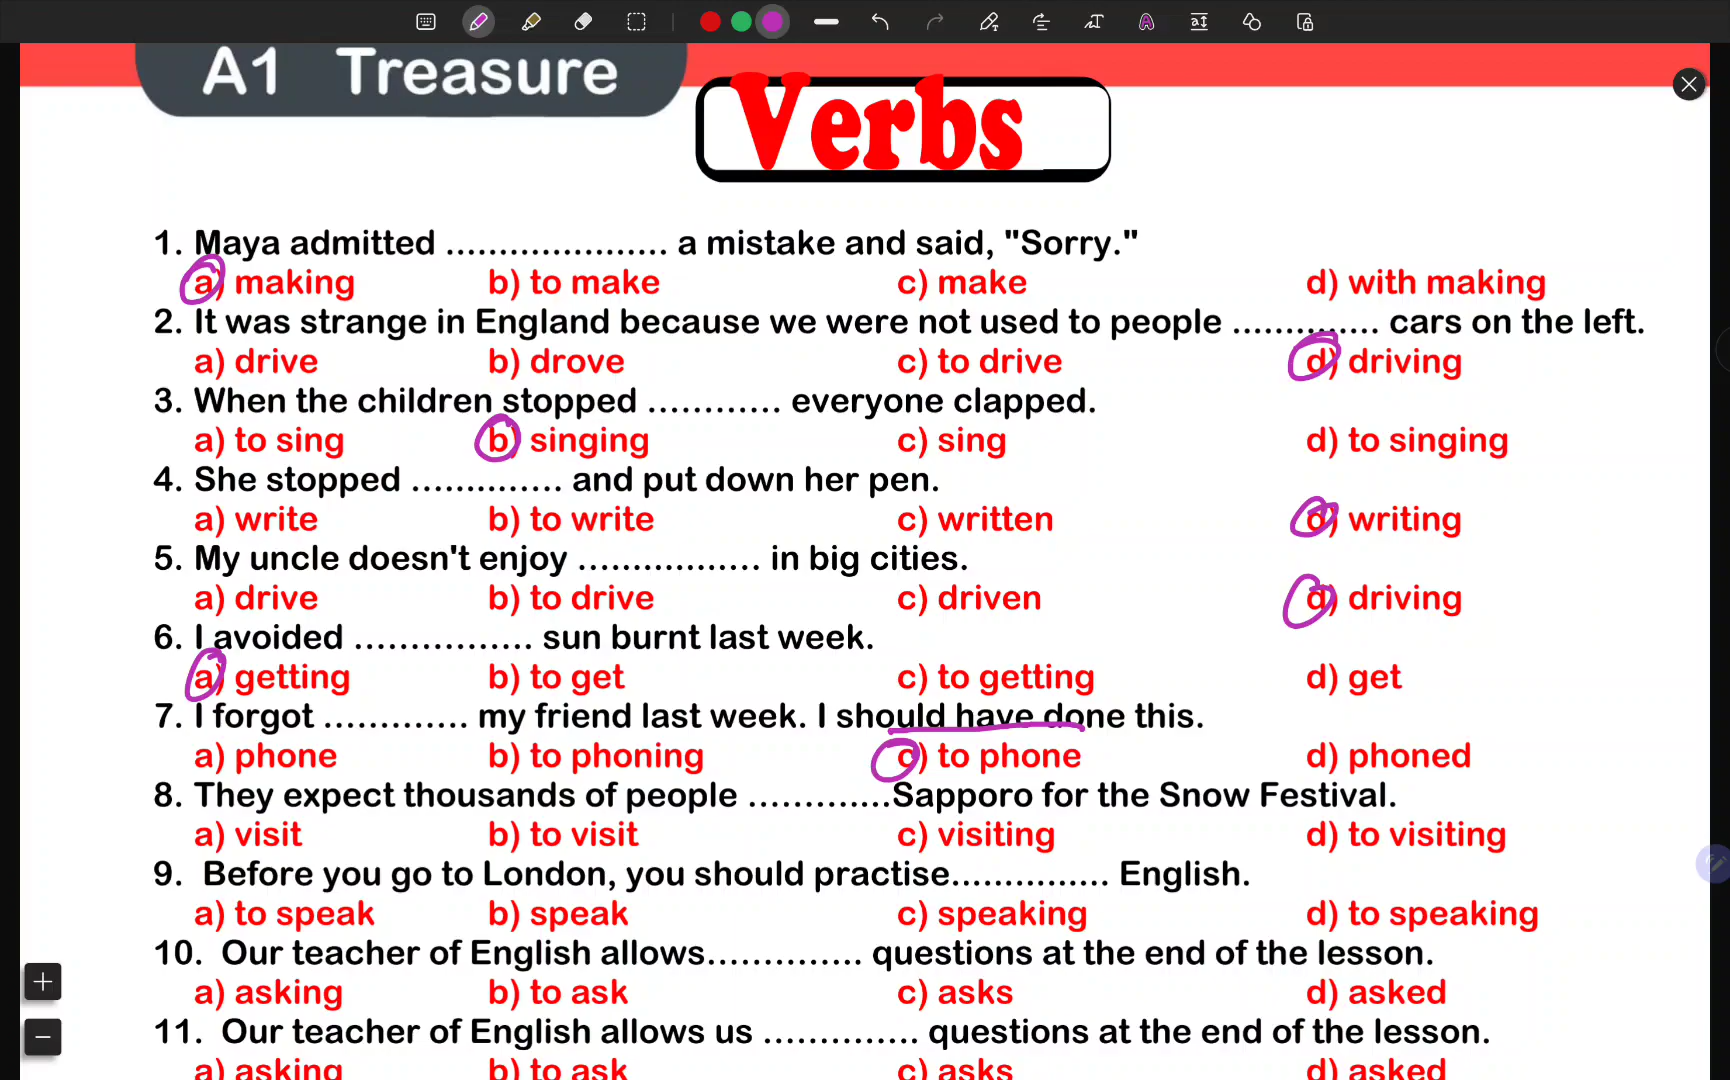 A1 Treasure
Verbs
1. Maya admitted .................... a mistake and said, "Sorry."
a) making b) to make c) make d) with making
2. It was strange in England because we were not used to people .............. cars on the left.
a) drive b) drove c) to drive d) driving
3. When the children stopped ............ everyone clapped.
a) to sing b) singing c) sing d) to singing
4. She stopped .............. and put down her pen.
a) write b) to write c) written d) writing
5. My uncle doesn't enjoy ................. in big cities.
a) drive b) to drive c) driven d) driving
6. I avoided ................ sun burnt last week.
a) getting b) to get c) to getting d) get
7. I forgot ............. my friend last week. I should have done this.
a) phone b) to phoning c) to phone d) phoned
8. They expect thousands of people .............Sapporo for the Snow Festival.
a) visit b) to visit c) visiting d) to visiting
9. Before you go to London, you should practise............... English.
a) to speak b) speak c) speaking d) to speaking
10. Our teacher of English allows.............. questions at the end of the lesson.
a) asking b) to ask c) asks d) asked
11. Our teacher of English allows us .............. questions at the end of the lesson.
a) asking b) to ask c) asks d) asked